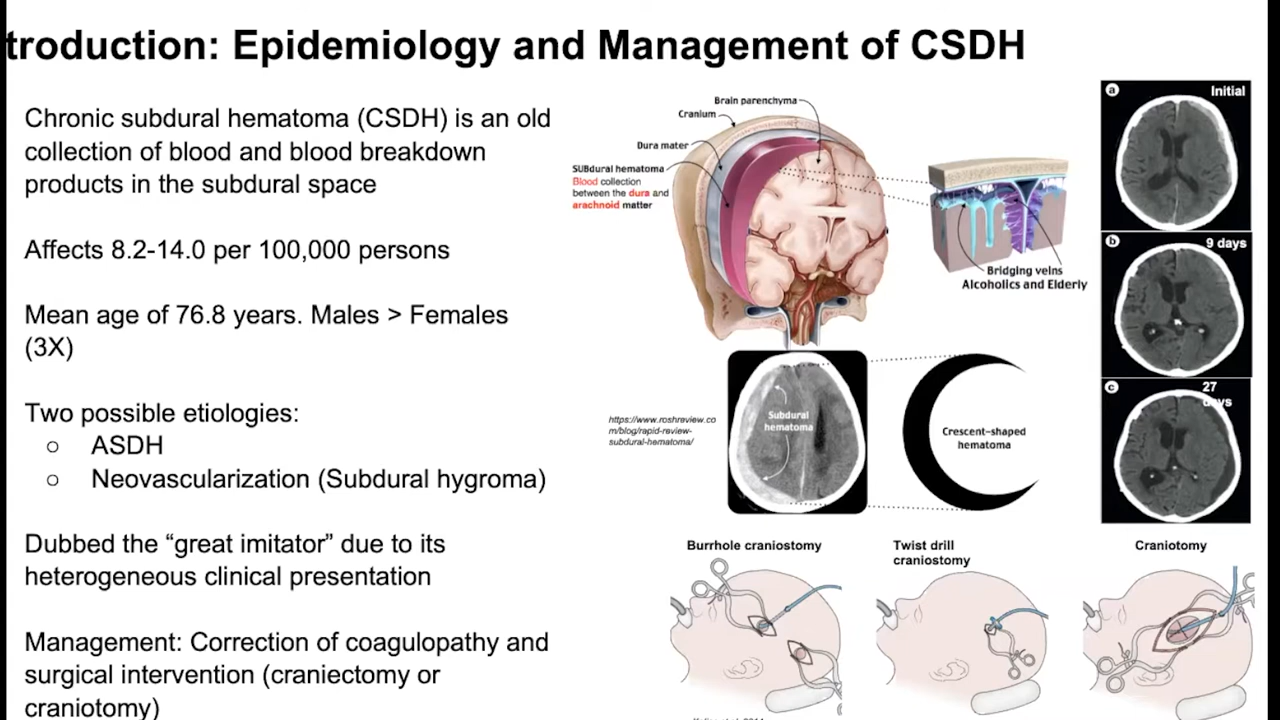 troduction: Epidemiology and Management of CSDH
Chronic subdural hematoma (CSDH) is an old
collection of blood and blood breakdown
products in the subdural space
Affects 8.2-14.0 per 100,000 persons
Mean age of 76.8 years. Males > Females
(3X)
Two possible etiologies:
○ ASDH
○ Neovascularization (Subdural hygroma)
Dubbed the “great imitator” due to its
heterogeneous clinical presentation
Management: Correction of coagulopathy and
surgical intervention (craniectomy or
craniotomy)
Brain parenchyma
Cranium
Dura mater
SUBdural hematoma
Blood collection
between the dura and
arachnoid matter
Bridging veins
Alcoholics and Elderly
a Initial
b 9 days
c 27
days
https://www.roshreview.co
m/blog/rapid-review-
subdural-hematoma/
Subdural
hematoma
Crescent-shaped
hematoma
Burrhole craniostomy
Twist drill
craniostomy
Craniotomy